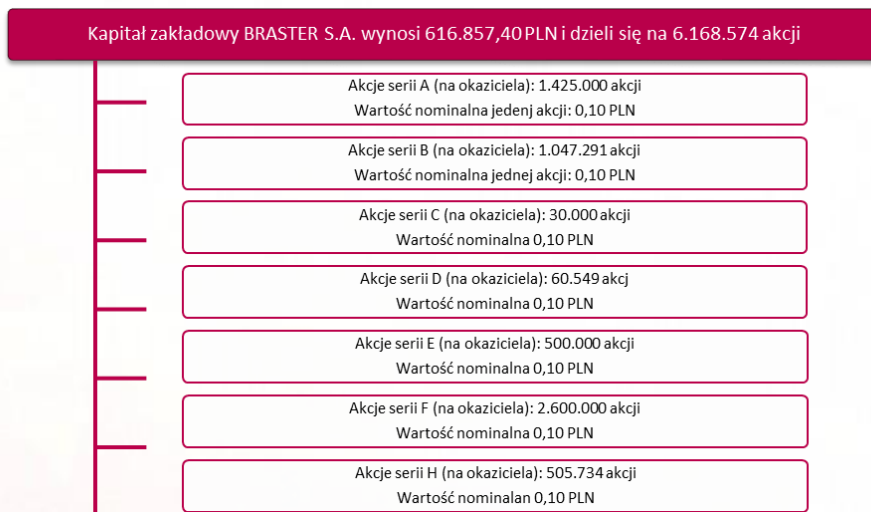 Kapitał zakładowy BRASTER S.A. wynosi 616.857,40 PLN i dzieli się na 6.168.574 akcji
Akcje serii A (na okaziciela): 1.425.000 akcji
Wartość nominalna jedenj akcji: 0,10 PLN
Akcje serii B (na okaziciela): 1.047.291 akcji
Wartość nominalna jednej akcji: 0,10 PLN
Akcje serii C (na okaziciela): 30.000 akcji
Wartość nominalna 0,10 PLN
Akcje serii D (na okaziciela): 60.549 akcj
Wartość nominalna 0,10 PLN
Akcje serii E (na okaziciela): 500.000 akcji
Wartość nominalna 0,10 PLN
Akcje serii F (na okaziciela): 2.600.000 akcji
Wartość nominalna 0,10 PLN
Akcje serii H (na okaziciela): 505.734 akcji
Wartość nominalan 0,10 PLN